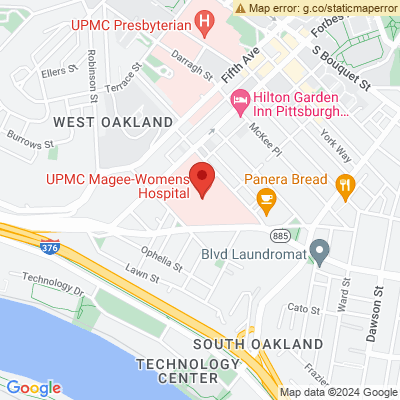 Map error: g.co/staticmaperror
UPMC Presbyterian
H
Forbes
Darragh St
Fifth Ave
S Bouquet St
Ellers St
Robinson St
Terrace St
Hilton Garden
Inn Pittsburgh...
WEST OAKLAND
McKee Pl
York Way
Burrows St
UPMC Magee-Womens
Hospital
Panera Bread
885
376
Ophelia St
Blvd Laundromat
Lawn St
Technology Dr
Ward St
Dawson St
Cato St
SOUTH OAKLAND
TECHNOLOGY
CENTER
Frazier
Google
Map data ©2024 Google